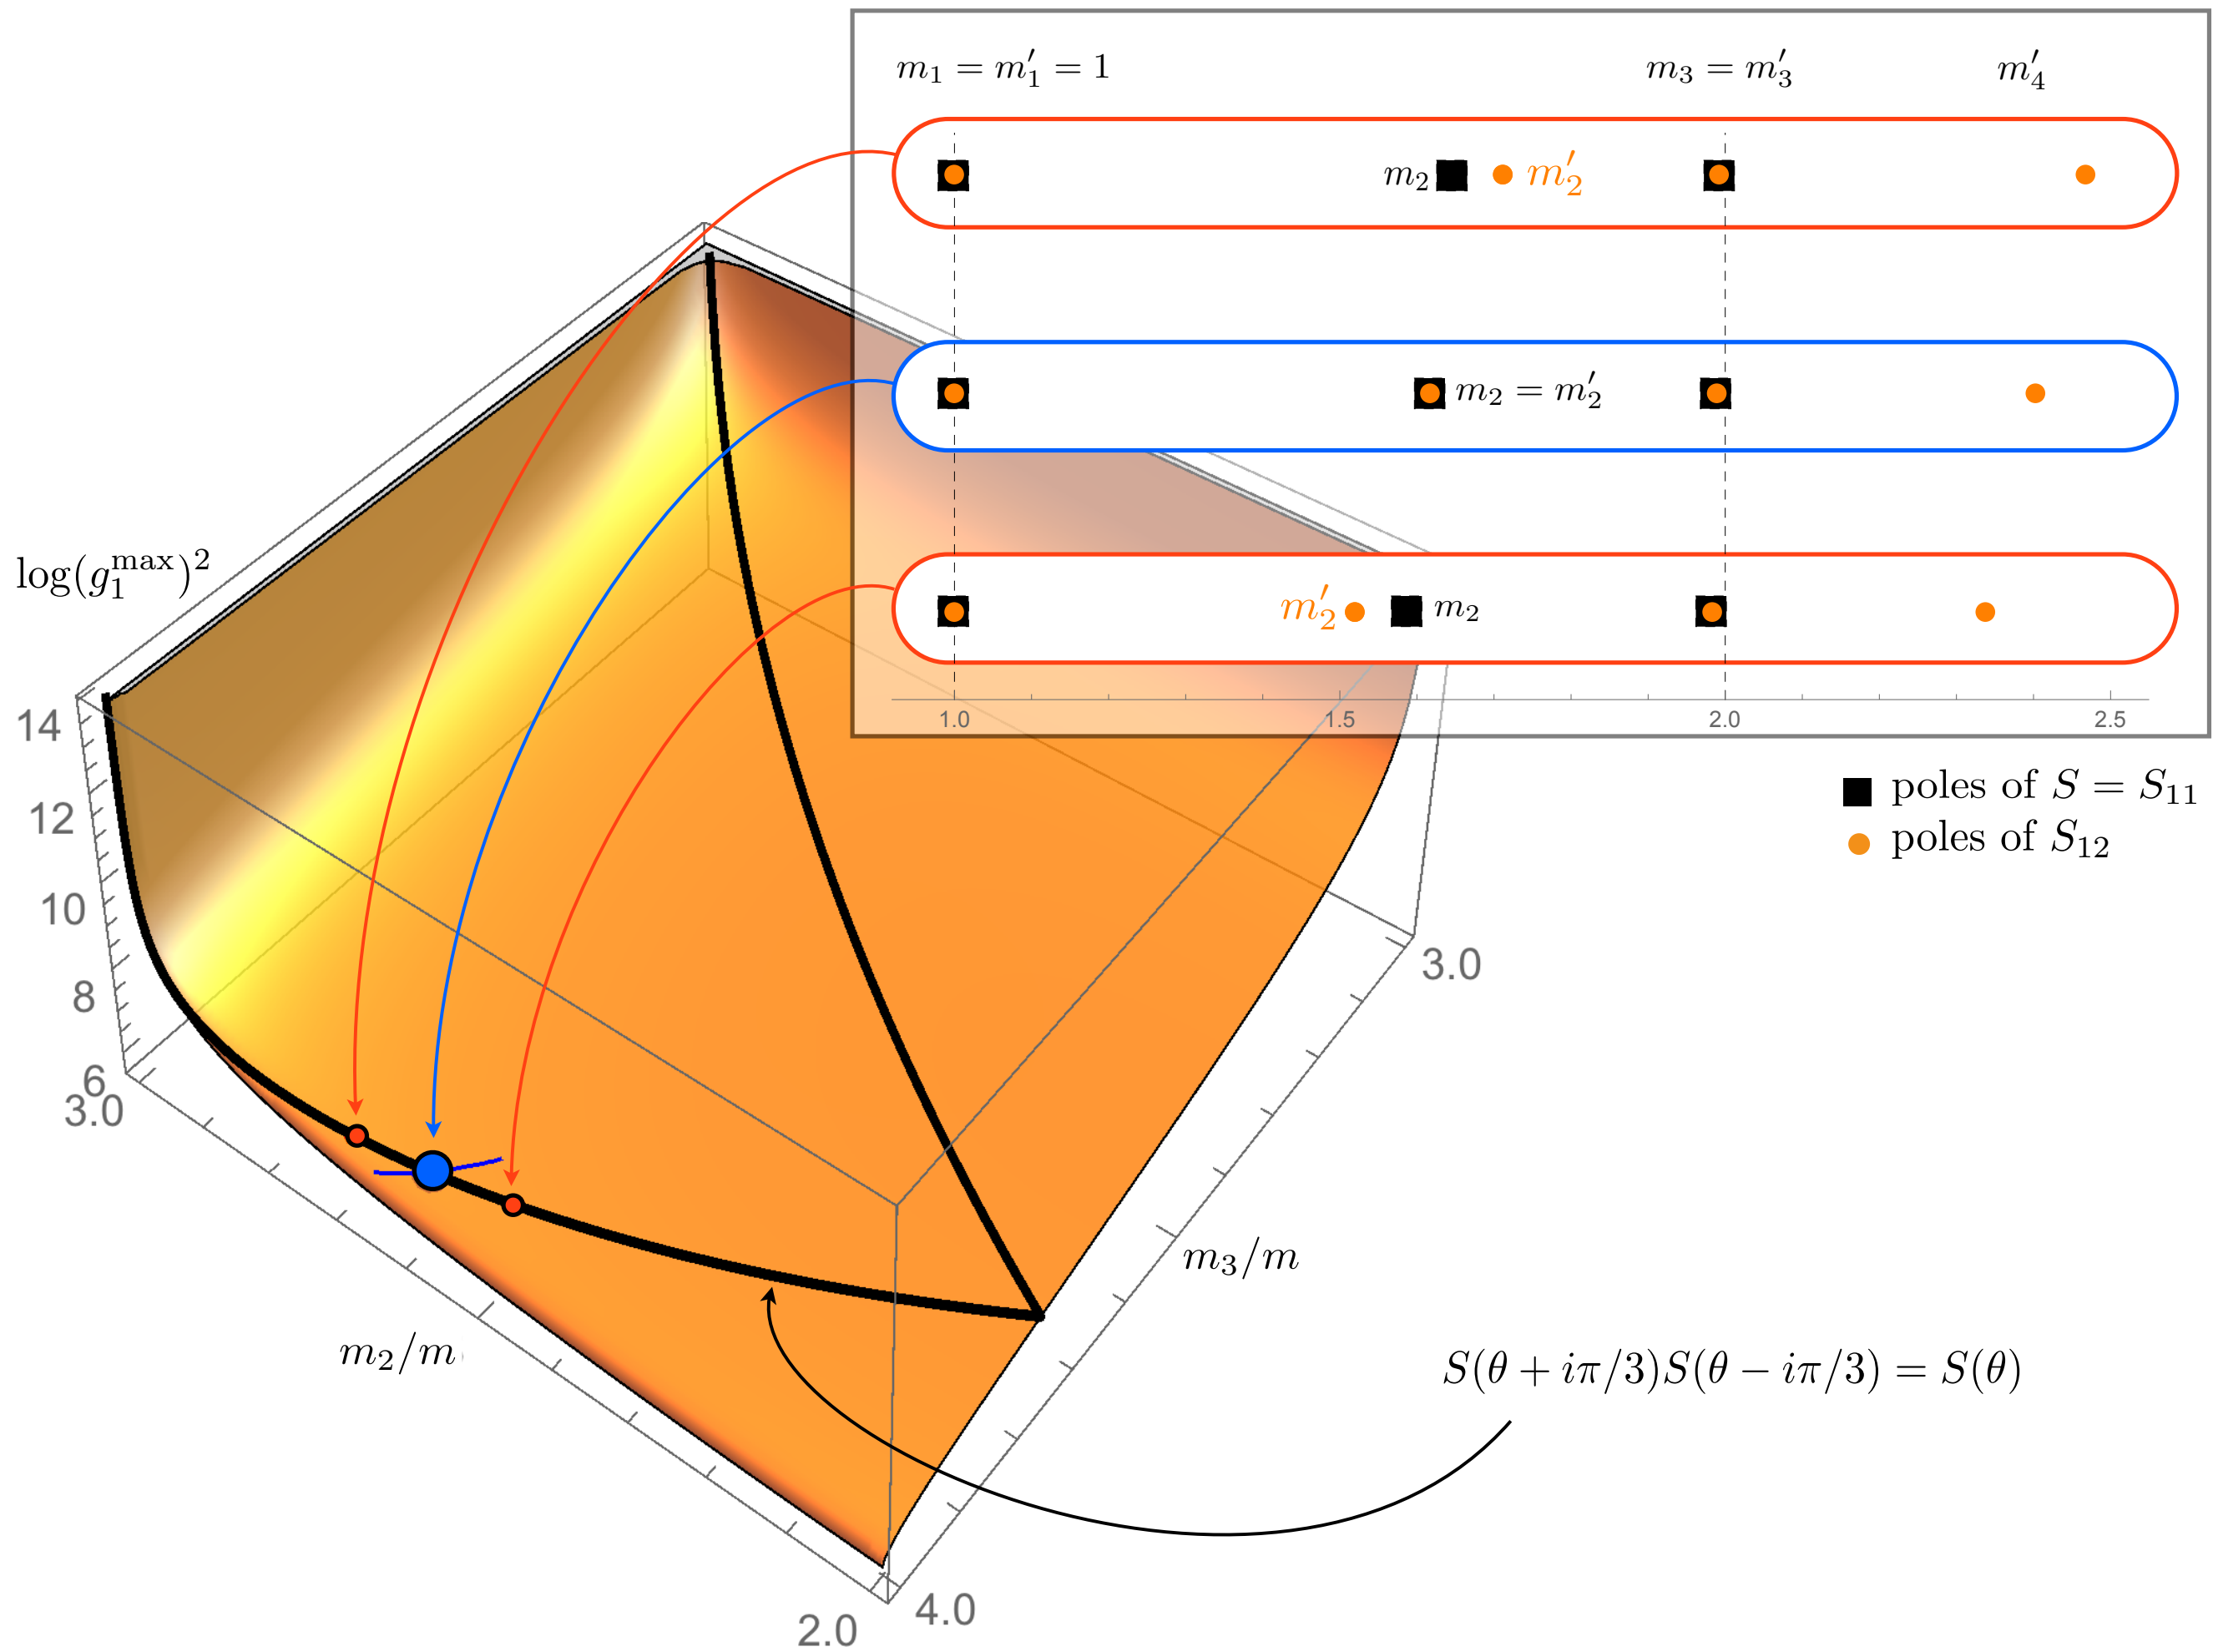 m₁ = m′₁ = 1
m₃ = m′₃
m′₄
m₂
m′₂
m₂ = m′₂
m′₂
m₂
1.0
1.5
2.0
2.5
poles of S = S₁₁
poles of S₁₂
log(g₁ᵐᵃˣ)²
14
12
10
8
6
3.0
m₂/m
2.0
4.0
m₃/m
3.0
S(θ + iπ/3)S(θ − iπ/3) = S(θ)